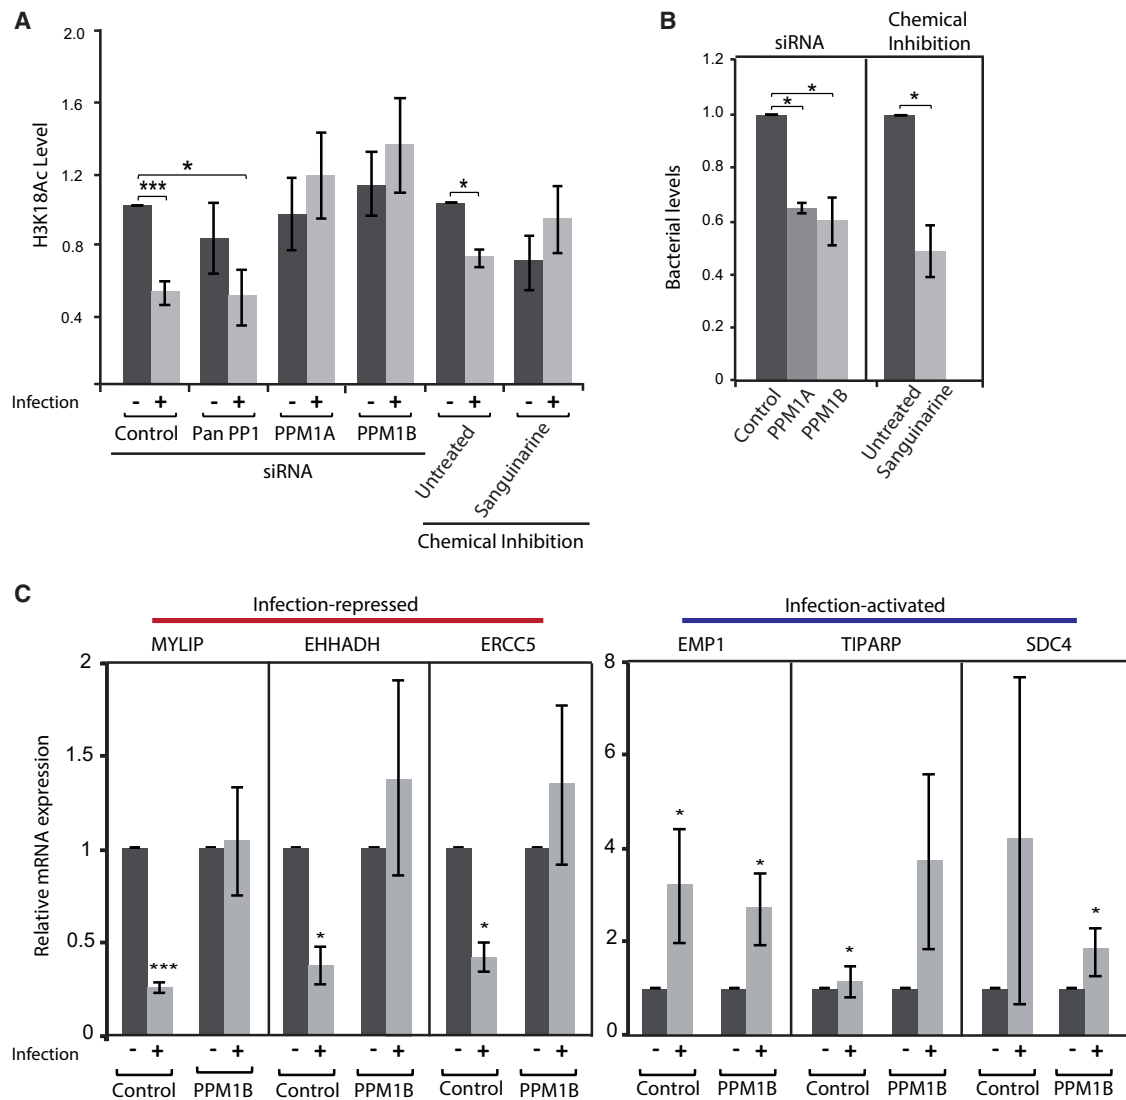 A
H3K18Ac Level
2.0
1.6
1.2
0.8
0.4
***
*
*
Infection
- + - + - + - + - + - +
Control Pan PP1 PPM1A PPM1B Untreated Sanguinarine
siRNA
Chemical Inhibition
B
siRNA
Chemical
Inhibition
Bacterial levels
1.2
1.0
0.8
0.6
0.4
0.2
0
*
*
*
Control PPM1A PPM1B Untreated Sanguinarine
C
Infection-repressed
MYLIP EHHADH ERCC5
Relative mRNA expression
2
1.5
1
0.5
0
***
*
*
Infection
- + - + - + - + - + - +
Control PPM1B Control PPM1B Control PPM1B
Infection-activated
EMP1 TIPARP SDC4
8
6
4
2
0
*
*
*
*
- + - + - + - + - + - +
Control PPM1B Control PPM1B Control PPM1B